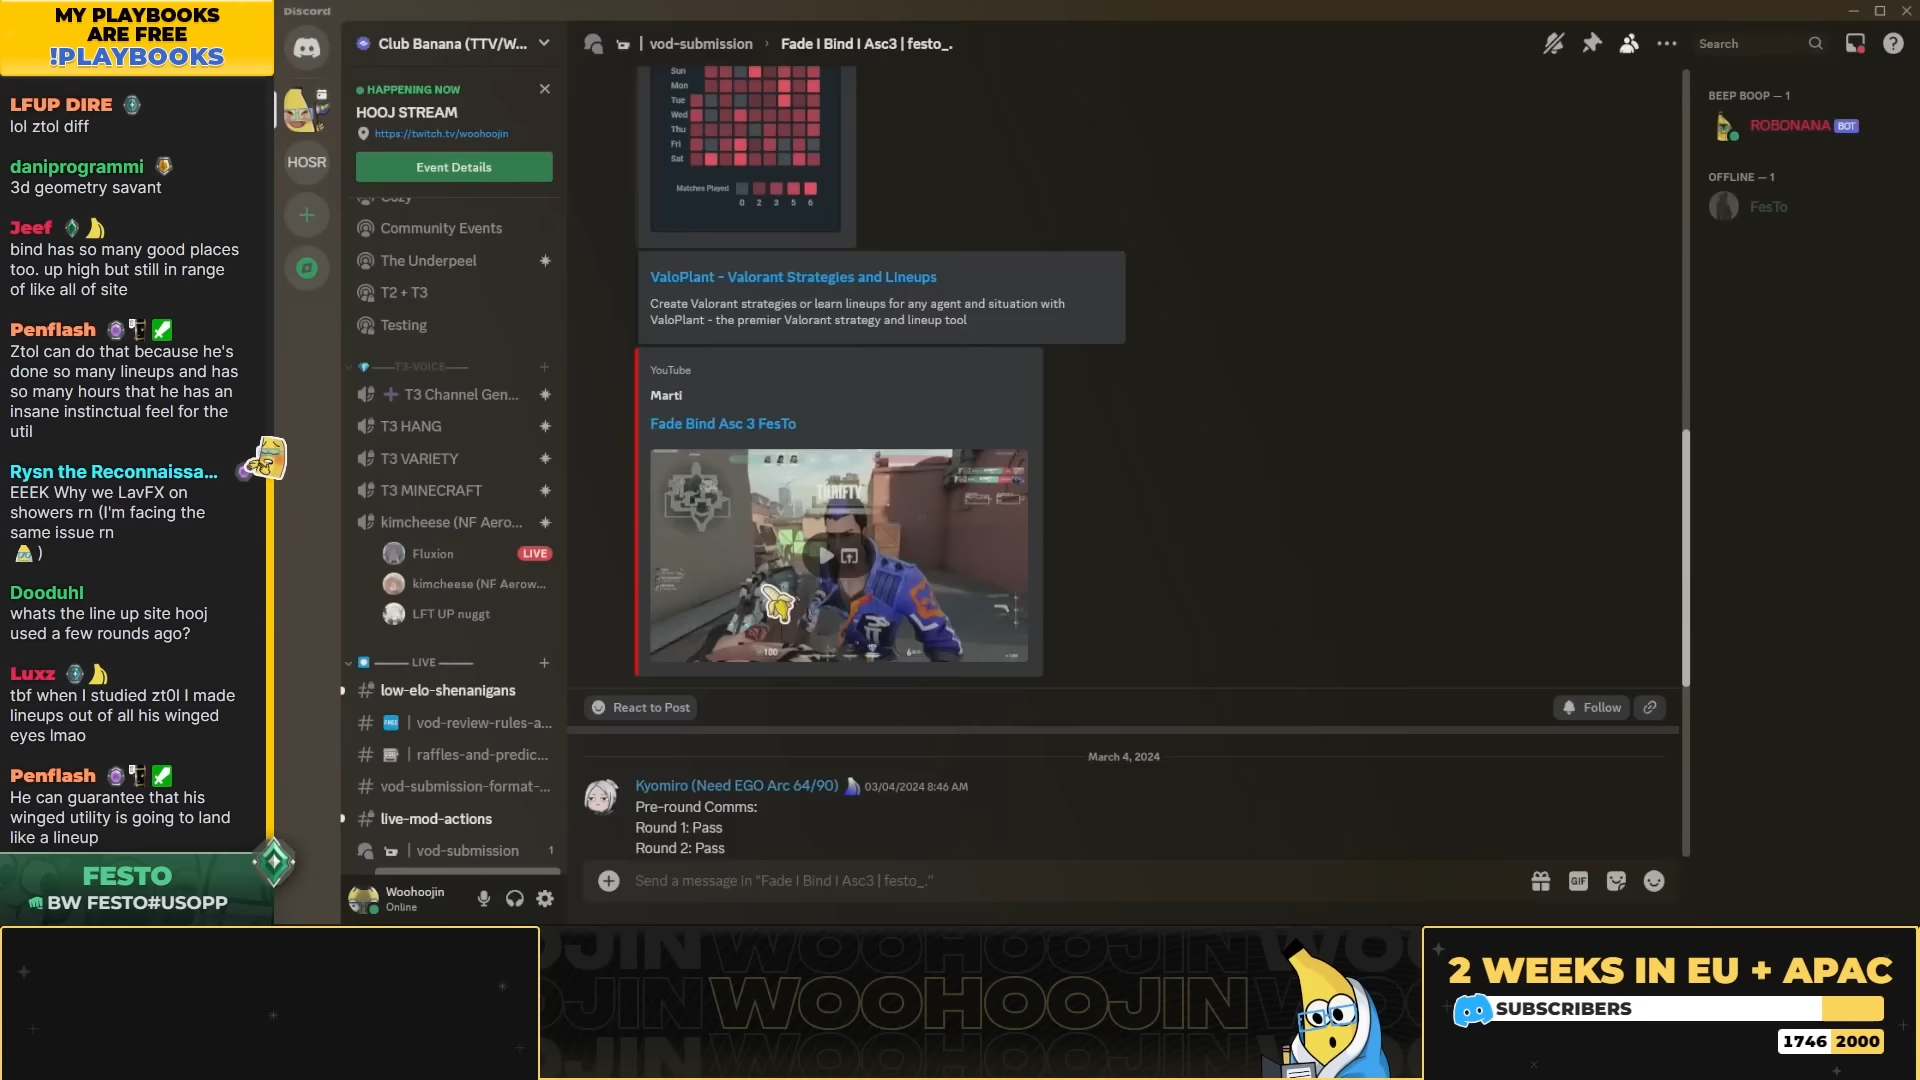 MY PLAYBOOKS
ARE FREE
!PLAYBOOKS
LFUP DIRE
lol ztol diff
daniprogrammi
3d geometry savant
Jeef
bind has so many good places
too. up high but still in range
of like all of site
Penflash
Ztol can do that because he's
done so many lineups and has
so many hours that he has an
insane instinctual feel for the
util
Rysn the Reconnaissa...
EEEK Why we LavFX on
showers rn (I'm facing the
same issue rn
)
Dooduhl
whats the line up site hooj
used a few rounds ago?
Luxz
tbf when I studied zt0l I made
lineups out of all his winged
eyes lmao
Penflash
He can guarantee that his
winged utility is going to land
like a lineup
FESTO
BW FESTO#USOPP
Discord
HOSR
Club Banana (TTV/W...
HAPPENING NOW
HOOJ STREAM
https://twitch.tv/woohoojin
Event Details
Cozy
Community Events
The Underpeel
T2 + T3
Testing
T3-VOICE
T3 Channel Gen...
T3 HANG
T3 VARIETY
T3 MINECRAFT
kimcheese (NF Aero...
Fluxion
LIVE
kimcheese (NF Aerow...
LFT UP nuggt
LIVE
low-elo-shenanigans
FREE | vod-review-rules-a...
| raffles-and-predic...
vod-submission-format-...
live-mod-actions
| vod-submission 1
Woohoojin
Online
| vod-submission › Fade I Bind I Asc3 | festo_.
Search
Sun
Mon
Tue
Wed
Thu
Fri
Sat
Matches Played
0 2 3 5 6
ValoPlant - Valorant Strategies and Lineups
Create Valorant strategies or learn lineups for any agent and situation with
ValoPlant - the premier Valorant strategy and lineup tool
YouTube
Marti
Fade Bind Asc 3 FesTo
THRIFTY
100
6
React to Post
Follow
March 4, 2024
Kyomiro (Need EGO Arc 64/90) 03/04/2024 8:46 AM
Pre-round Comms:
Round 1: Pass
Round 2: Pass
Send a message in "Fade I Bind I Asc3 | festo_."
GIF
BEEP BOOP — 1
ROBONANA BOT
OFFLINE — 1
FesTo
OJIN WOOHOOJIN WOO
OJIN WOOHOOJIN WOO
OJIN WOOHOOJIN
2 WEEKS IN EU + APAC
SUBSCRIBERS
1746 2000